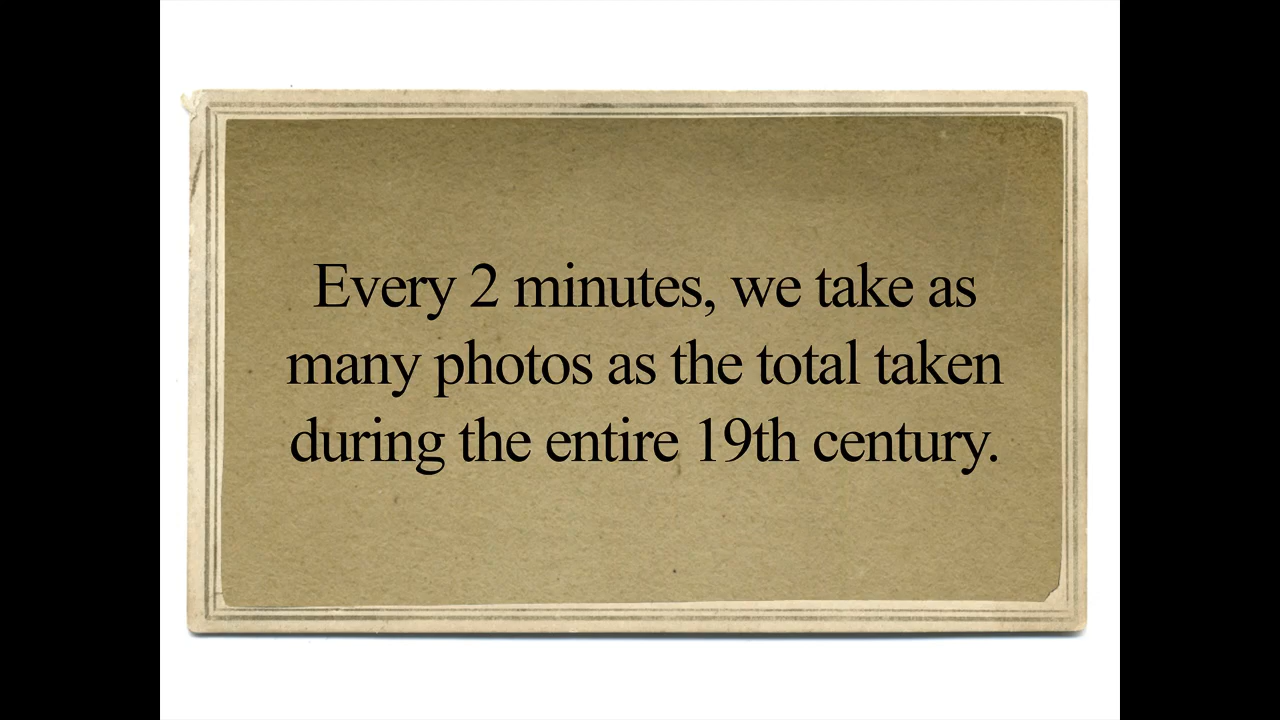 Every 2 minutes, we take as
many photos as the total taken
during the entire 19th century.